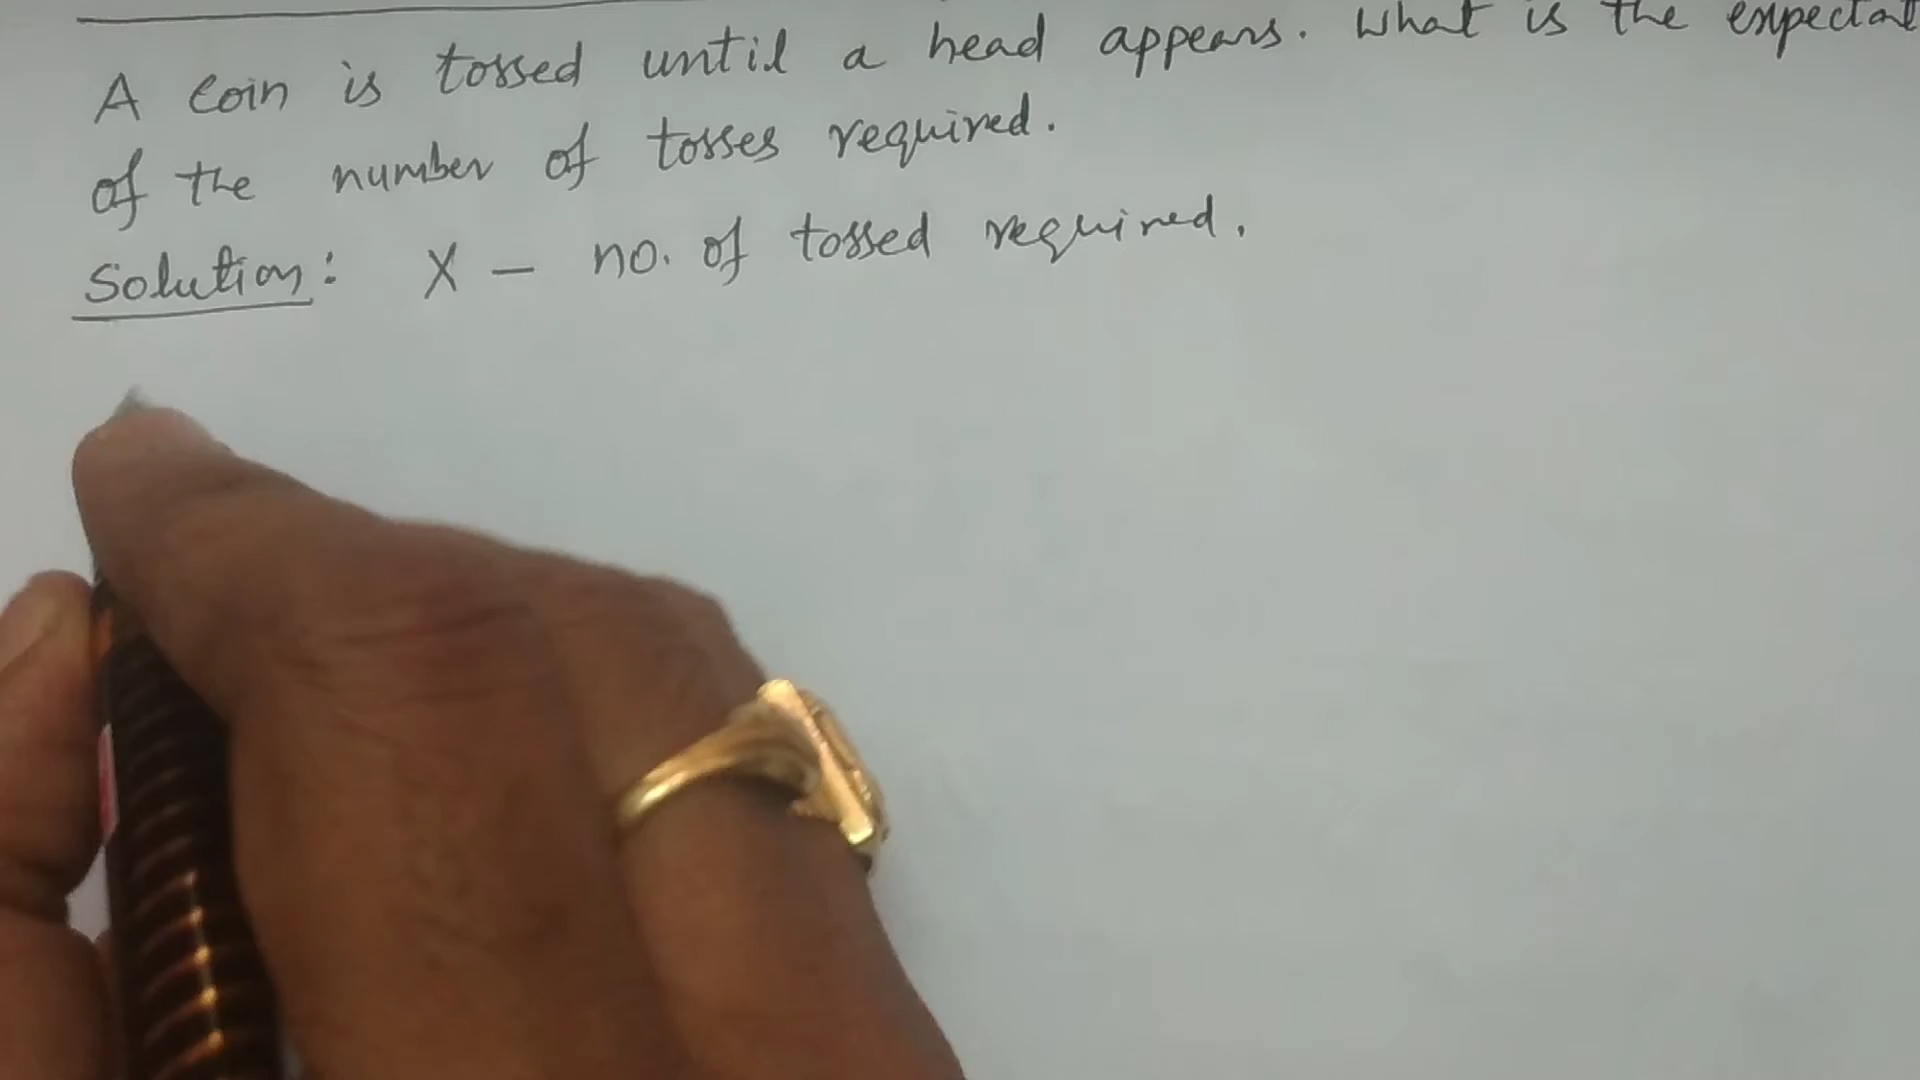 A coin is tossed until a head appears. What is the expectat
of the number of tosses required.
Solution: X - no. of tossed required.